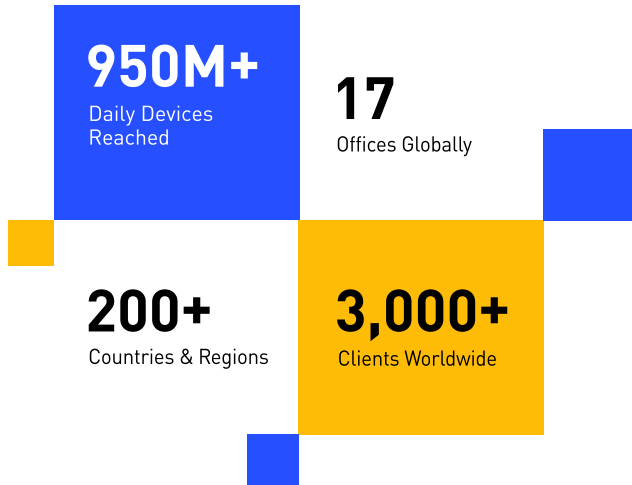 950M+
Daily Devices
Reached
17
Offices Globally
200+
Countries & Regions
3,000+
Clients Worldwide